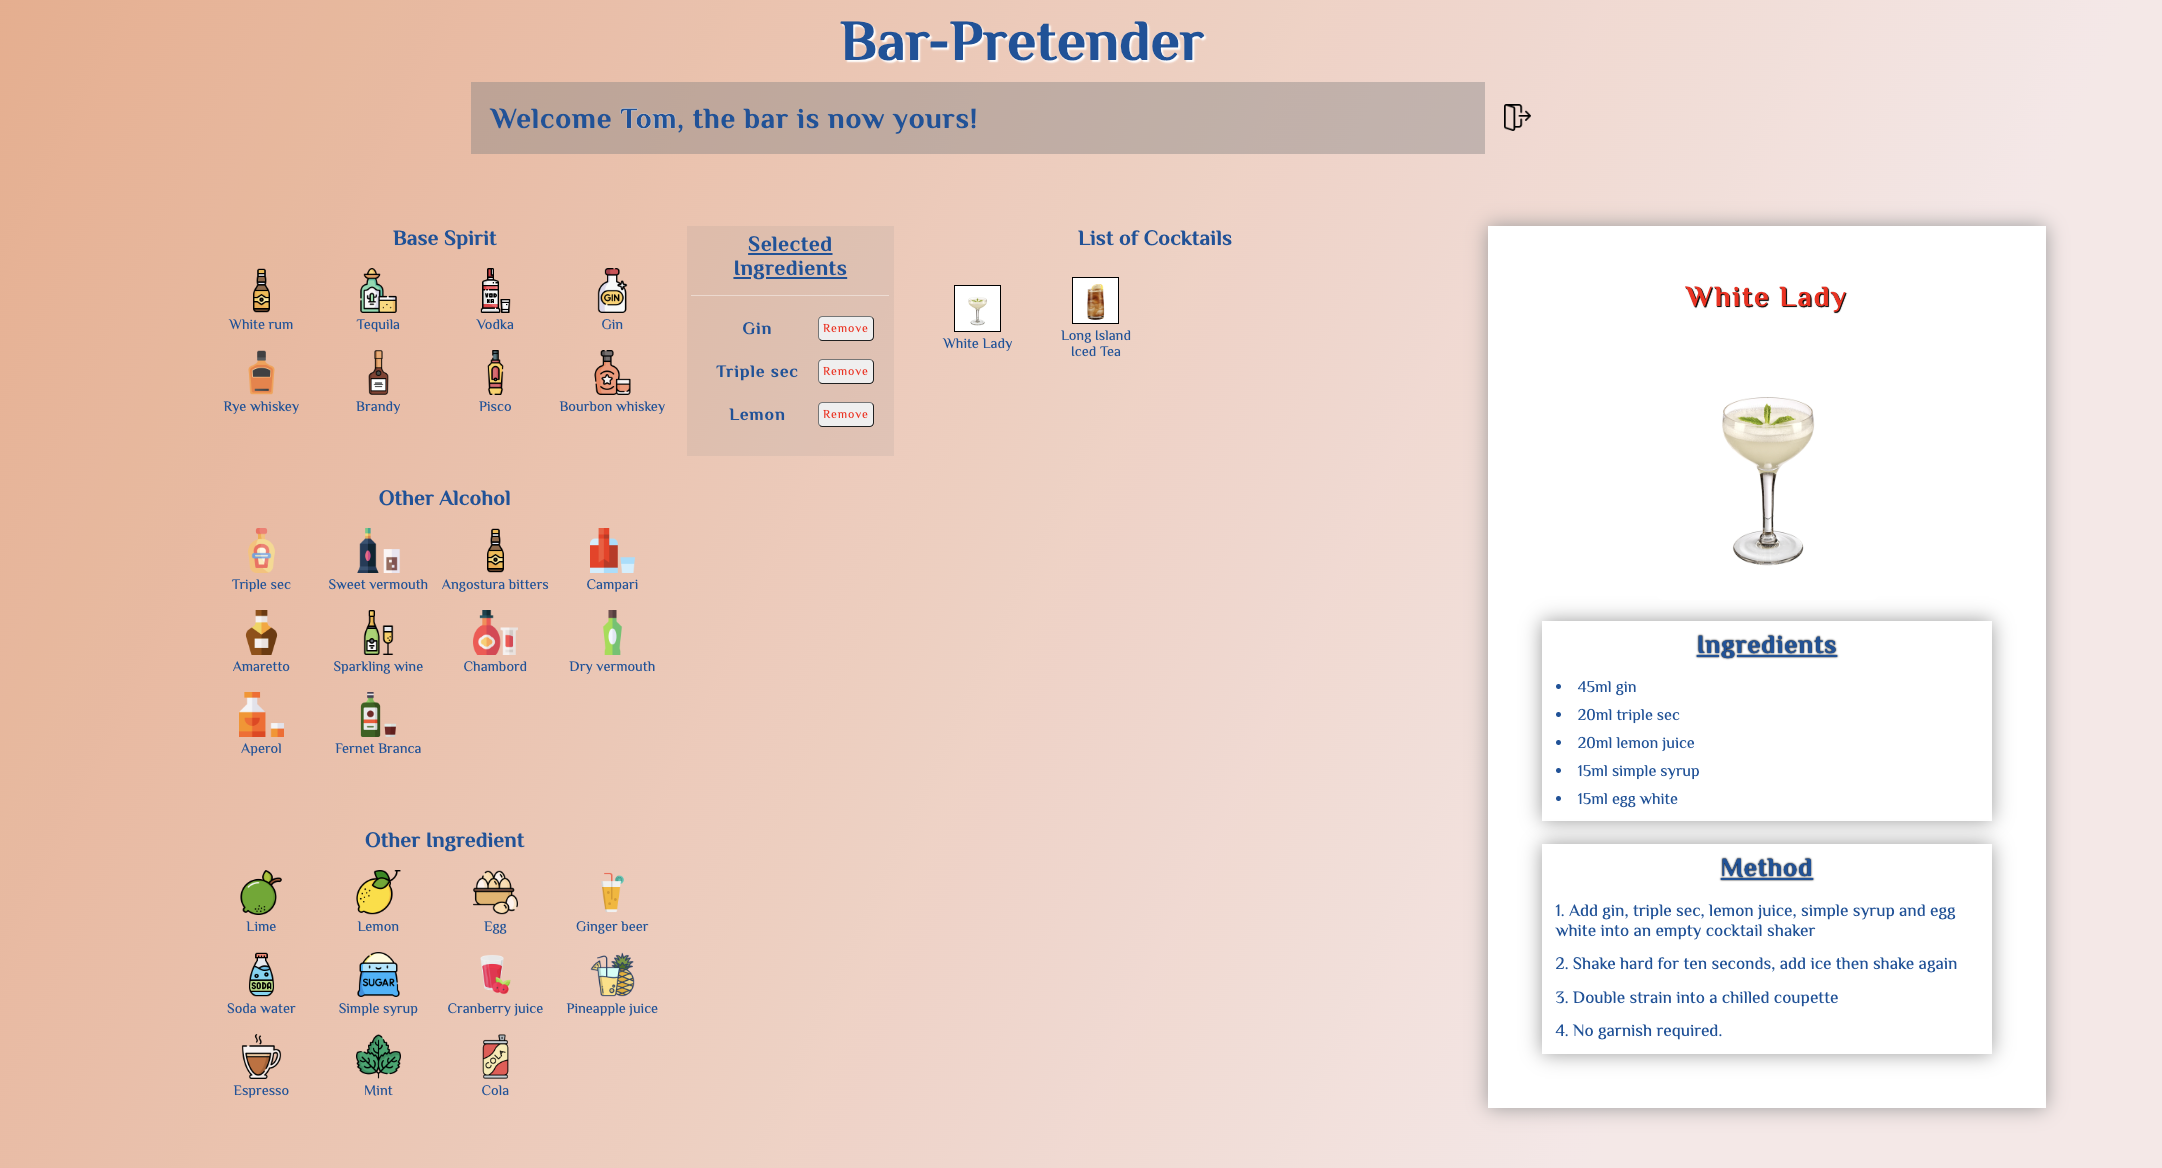 Bar-Pretender
Welcome Tom, the bar is now yours!
Base Spirit
White rum
Tequila
VOD
KA
Vodka
GIN
Gin
Rye whiskey
Brandy
Pisco
Bourbon whiskey
Other Alcohol
Triple sec
Sweet vermouth
Angostura bitters
Campari
Amaretto
Sparkling wine
Chambord
Dry vermouth
Aperol
Fernet Branca
Other Ingredient
Lime
Lemon
Egg
Ginger beer
SODA
Soda water
SUGAR
Simple syrup
Cranberry juice
Pineapple juice
Espresso
Mint
COLA
Cola
Selected
Ingredients
Gin Remove
Triple sec Remove
Lemon Remove
List of Cocktails
White Lady
Long Island
Iced Tea
White Lady
Ingredients
• 45ml gin
• 20ml triple sec
• 20ml lemon juice
• 15ml simple syrup
• 15ml egg white
Method
1. Add gin, triple sec, lemon juice, simple syrup and egg
white into an empty cocktail shaker
2. Shake hard for ten seconds, add ice then shake again
3. Double strain into a chilled coupette
4. No garnish required.